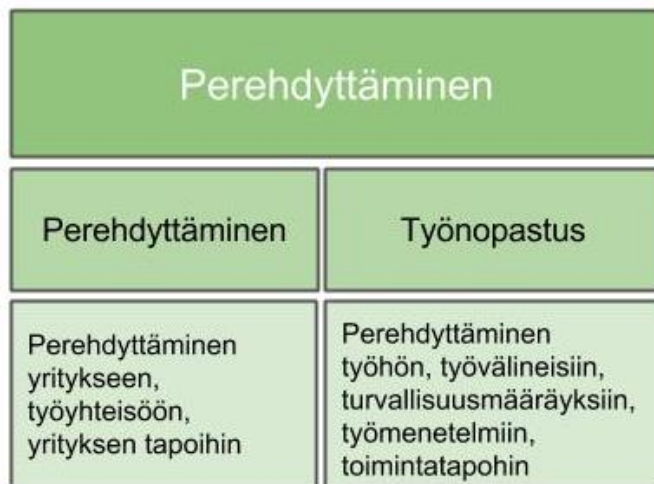 Perehdyttäminen
Perehdyttäminen
Työnopastus
Perehdyttäminen
yritykseen,
työyhteisöön,
yrityksen tapoihin
Perehdyttäminen
työhön, työvälineisiin,
turvallisuusmääräyksiin,
työmenetelmiin,
toimintatapohin